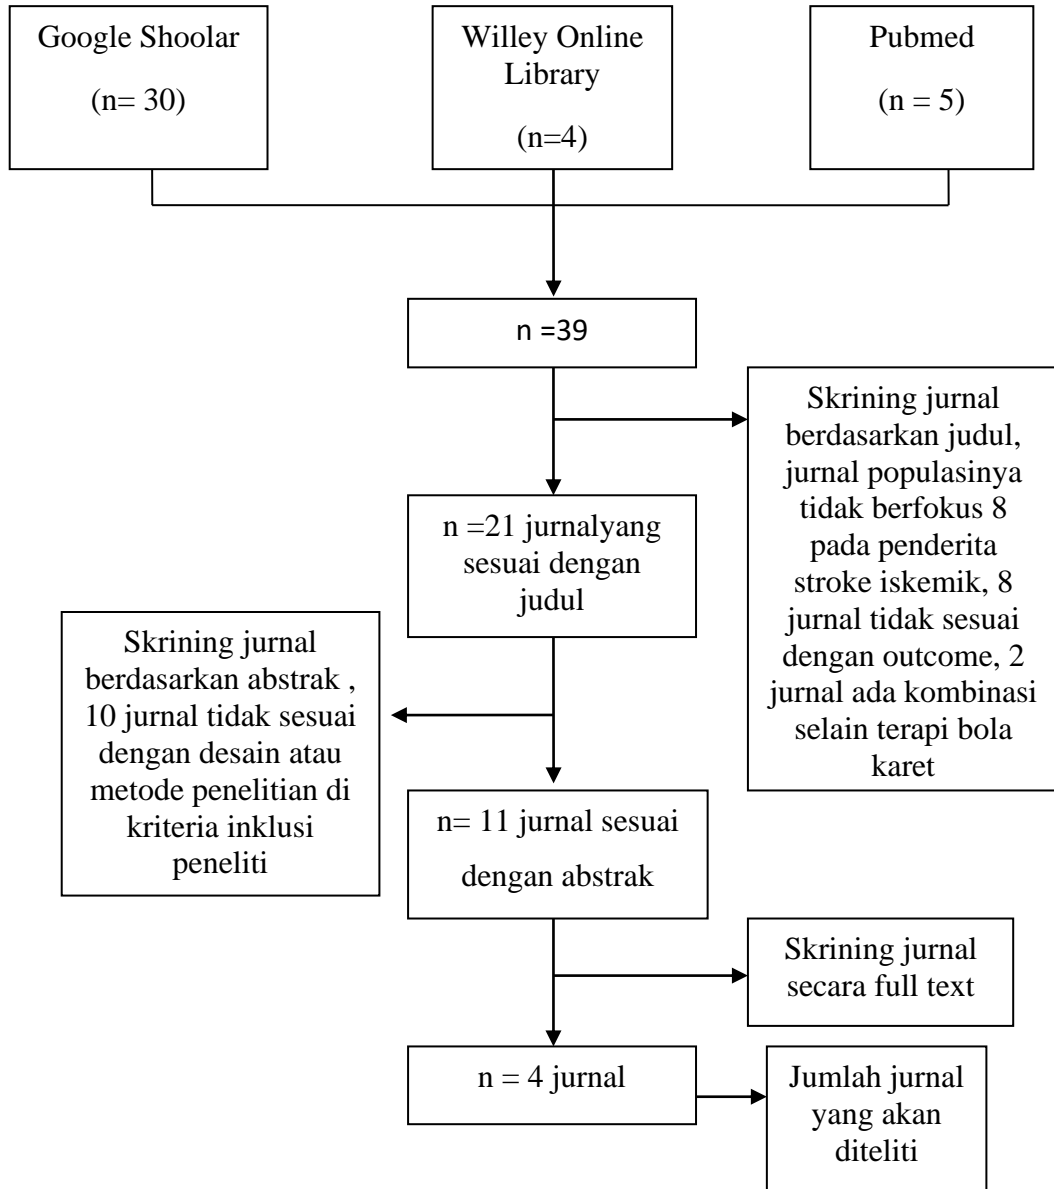 Google Shoolar
(n= 30)
Willey Online
Library
(n=4)
Pubmed
(n = 5)
n =39
Skrining jurnal
berdasarkan judul,
jurnal populasinya
tidak berfokus 8
pada penderita
stroke iskemik, 8
jurnal tidak sesuai
dengan outcome, 2
jurnal ada kombinasi
selain terapi bola
karet
n =21 jurnalyang
sesuai dengan
judul
Skrining jurnal
berdasarkan abstrak ,
10 jurnal tidak sesuai
dengan desain atau
metode penelitian di
kriteria inklusi
peneliti
n= 11 jurnal sesuai
dengan abstrak
Skrining jurnal
secara full text
n = 4 jurnal
Jumlah jurnal
yang akan
diteliti